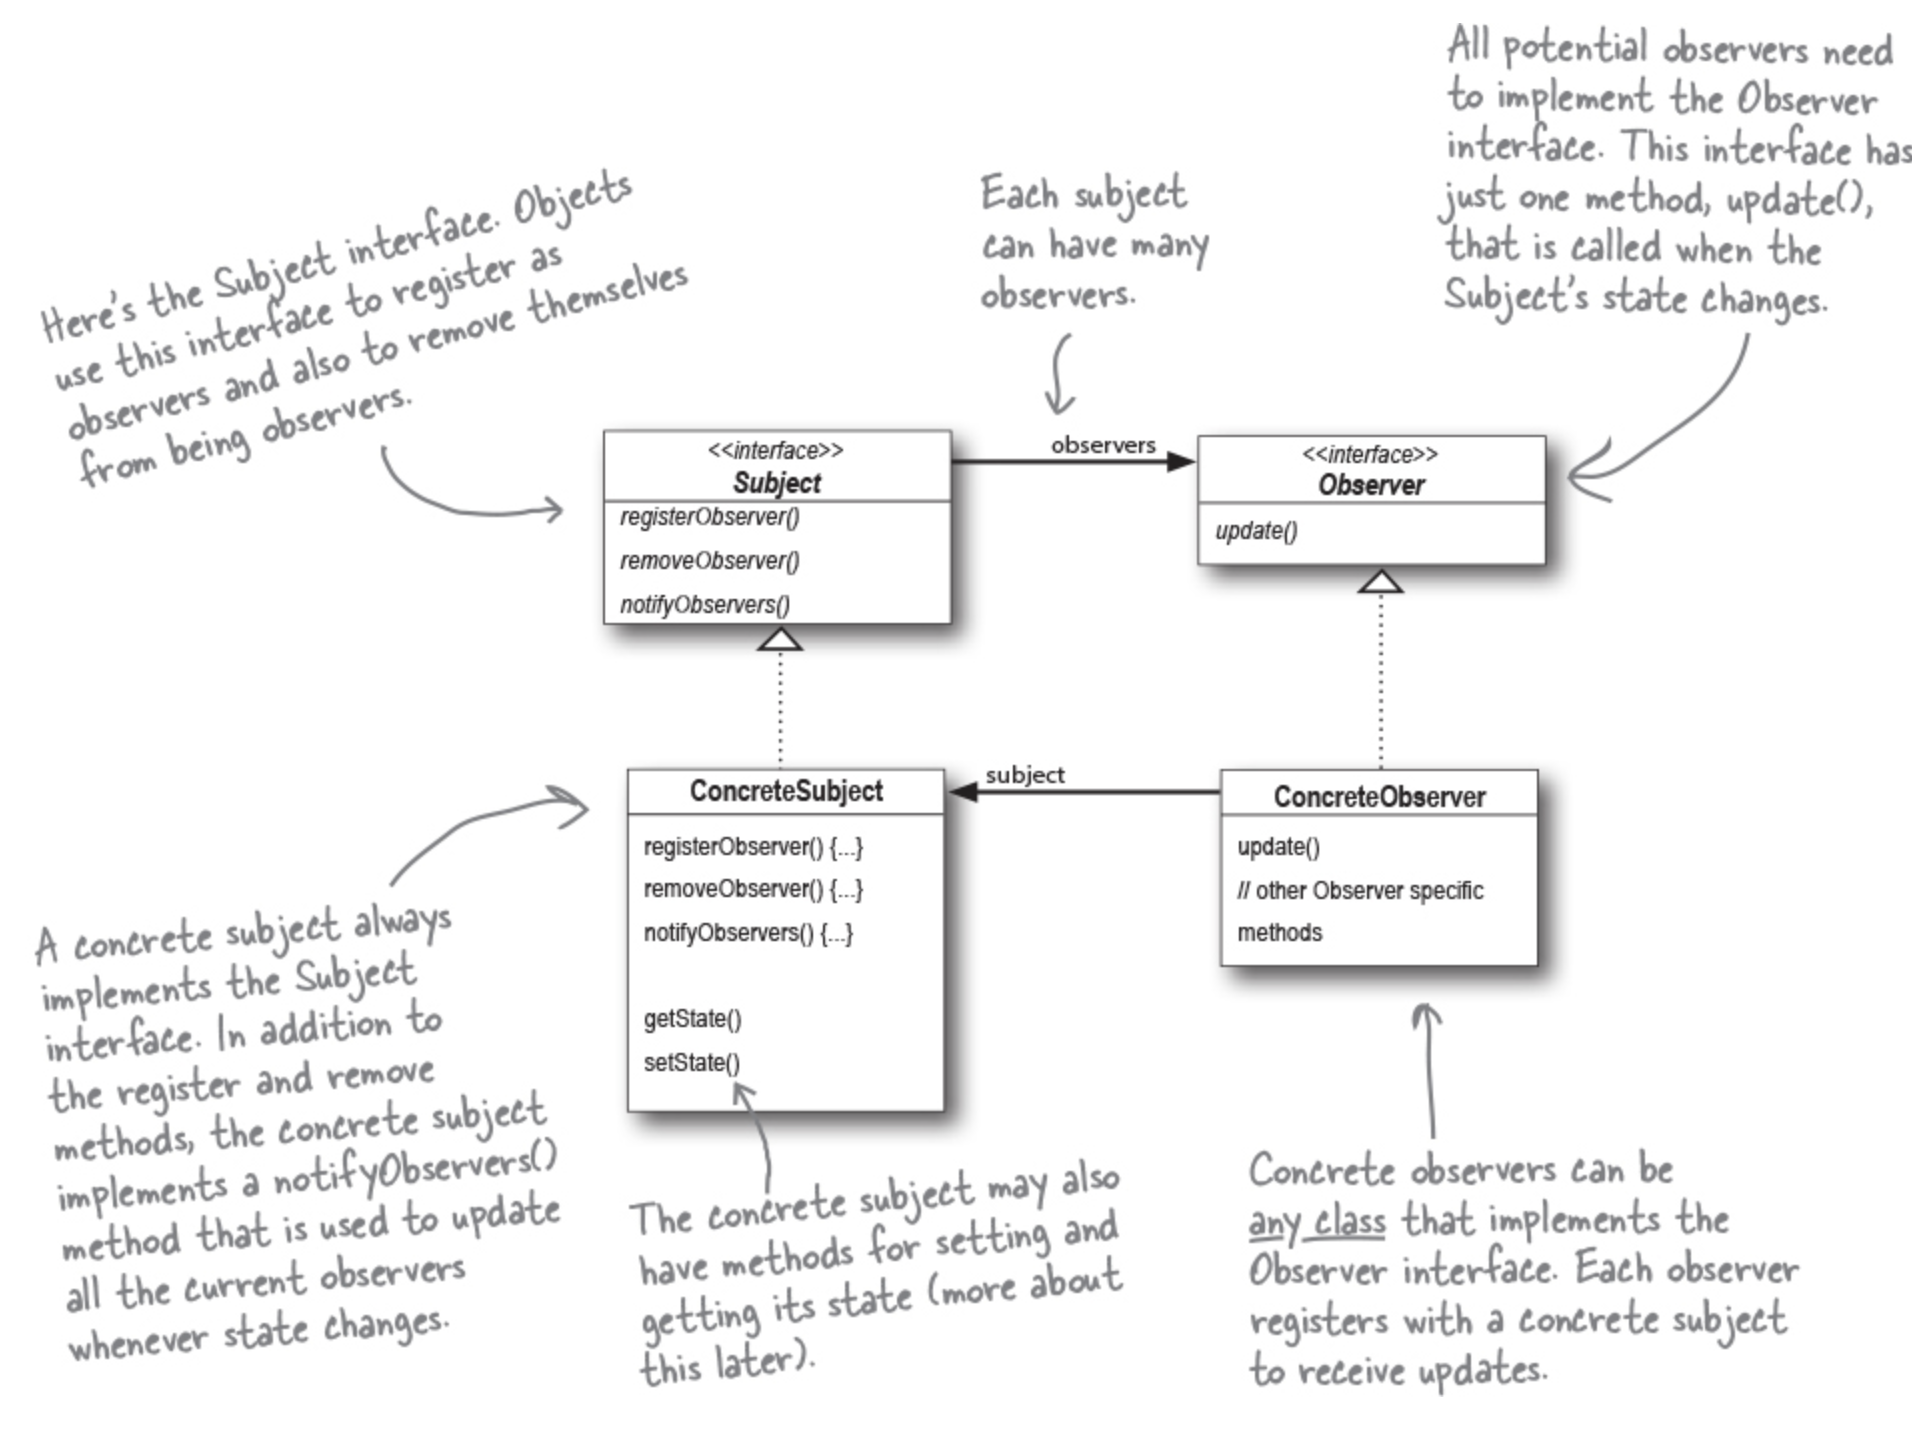 All potential observers need
to implement the Observer
interface. This interface has
just one method, update(),
that is called when the
Subject's state changes.
Each subject
can have many
observers.
Here's the Subject interface. Objects
use this interface to register as
observers and also to remove themselves
from being observers.
<<interface>>
Subject
registerObserver()
removeObserver()
notifyObservers()
observers
<<interface>>
Observer
update()
ConcreteSubject
registerObserver() {...}
removeObserver() {...}
notifyObservers() {...}
getState()
setState()
subject
ConcreteObserver
update()
// other Observer specific
methods
A concrete subject always
implements the Subject
interface. In addition to
the register and remove
methods, the concrete subject
implements a notifyObservers()
method that is used to update
all the current observers
whenever state changes.
The concrete subject may also
have methods for setting and
getting its state (more about
this later).
Concrete observers can be
any class that implements the
Observer interface. Each observer
registers with a concrete subject
to receive updates.